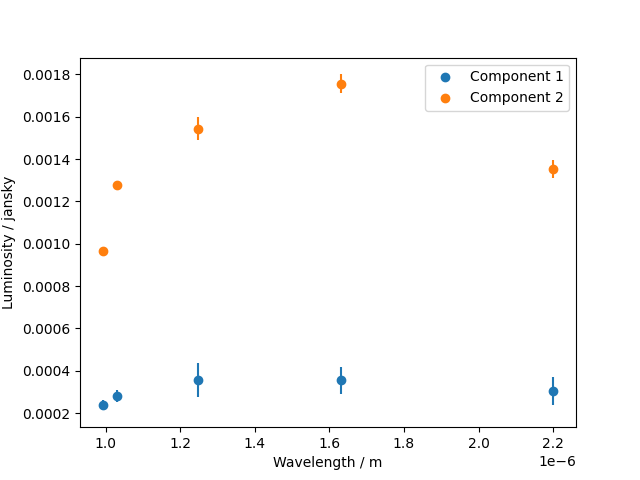 Component 1
Component 2
0.0018
0.0016
0.0014
0.0012
0.0010
0.0008
0.0006
0.0004
0.0002
Luminosity / jansky
1.0 1.2 1.4 1.6 1.8 2.0 2.2
1e−6
Wavelength / m